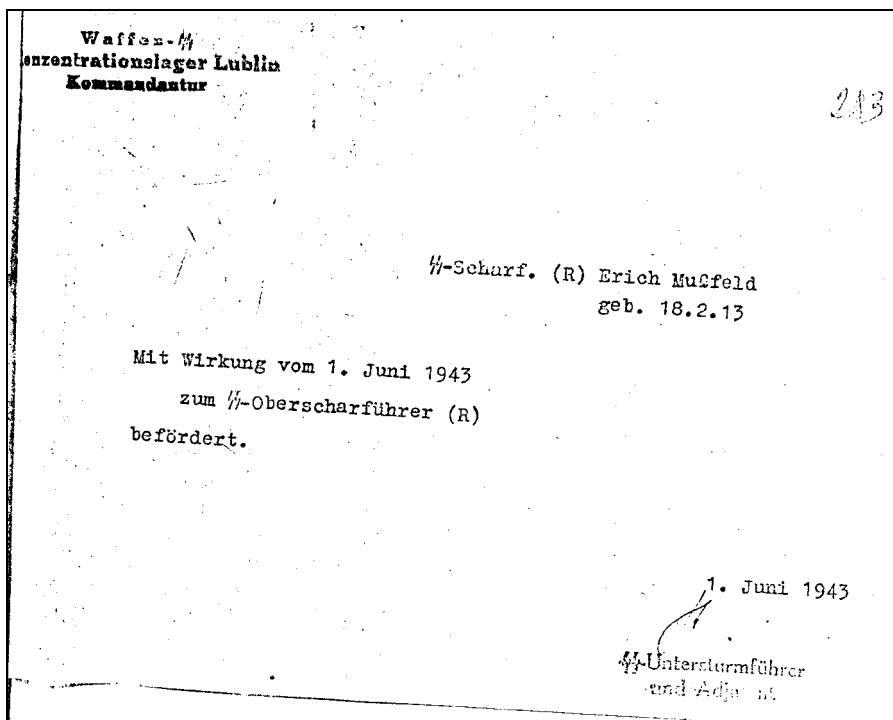 Waffen-ᛋᛋ
onzentrationslager Lublin
Kommandantur
213
ᛋᛋ-Scharf. (R) Erich Mußfeld
geb. 18.2.13
Mit Wirkung vom 1. Juni 1943
zum ᛋᛋ-Oberscharführer (R)
befördert.
1. Juni 1943
ᛋᛋ-Untersturmführer
und